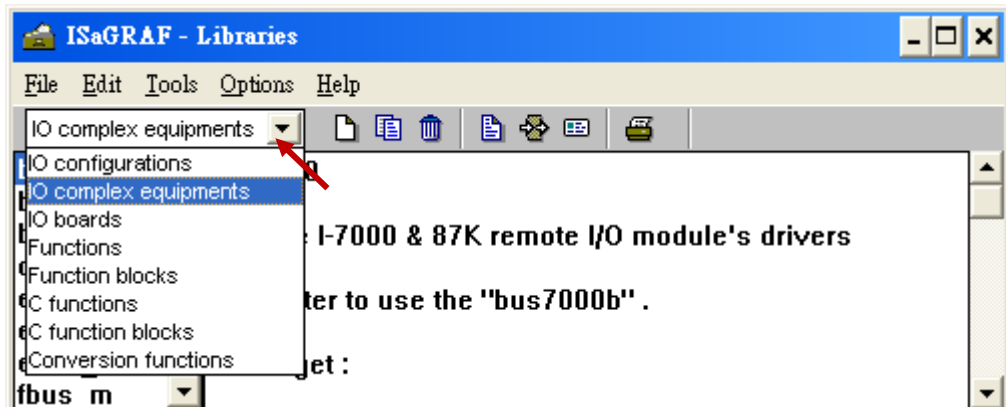 ISaGRAF - Libraries
File Edit Tools Options Help
IO complex equipments
IO configurations
IO complex equipments
IO boards
Functions
Function blocks
C functions
C function blocks
Conversion functions
I-7000 & 87K remote I/O module's drivers
ter to use the "bus7000b" .
get :
fbus_m